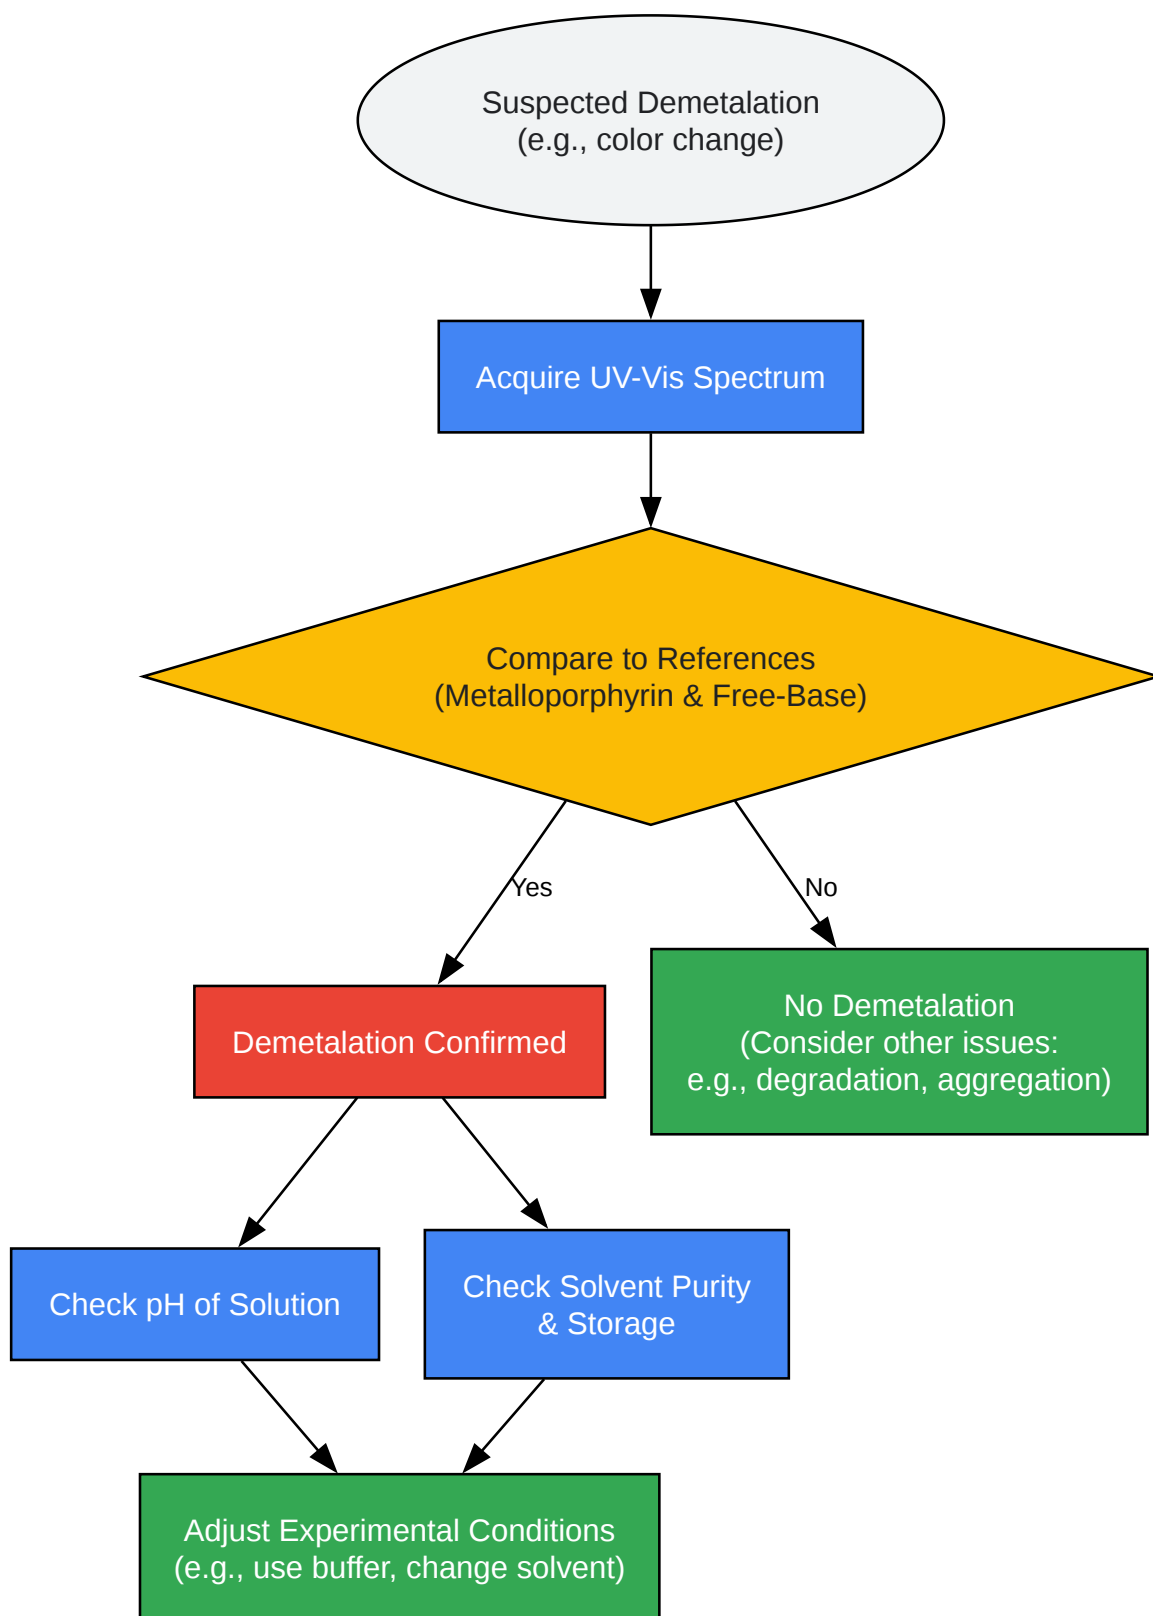 Suspected Demetalation
(e.g., color change)
Acquire UV-Vis Spectrum
Compare to References
(Metalloporphyrin & Free-Base)
Yes
No
No Demetalation
(Consider other issues:
e.g., degradation, aggregation)
Demetalation Confirmed
Check pH of Solution
Check Solvent Purity
& Storage
Adjust Experimental Conditions
(e.g., use buffer, change solvent)